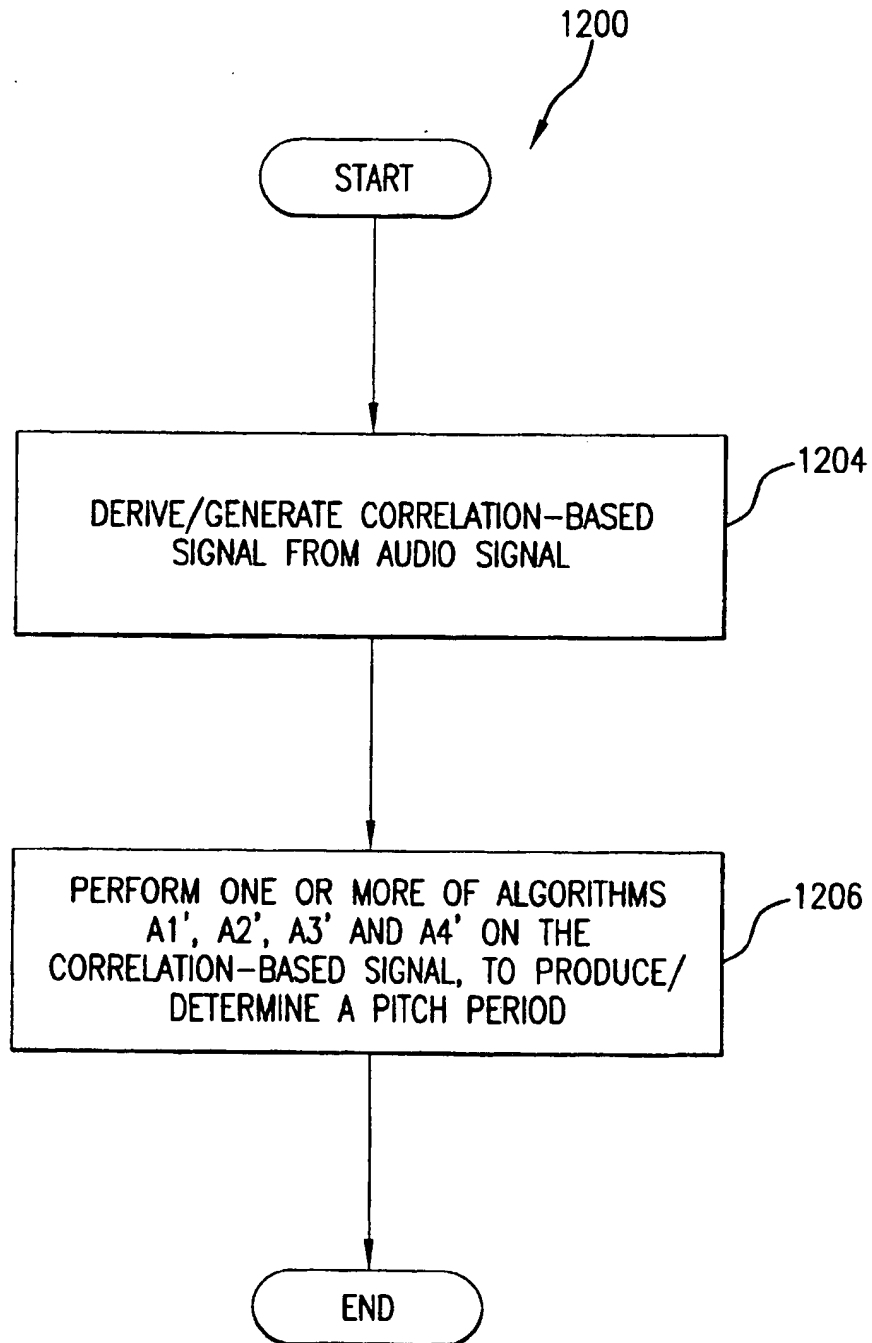 1200
START
1204
DERIVE/GENERATE CORRELATION-BASED
SIGNAL FROM AUDIO SIGNAL
PERFORM ONE OR MORE OF ALGORITHMS
A1', A2', A3' AND A4' ON THE
CORRELATION-BASED SIGNAL, TO PRODUCE/
DETERMINE A PITCH PERIOD
1206
END